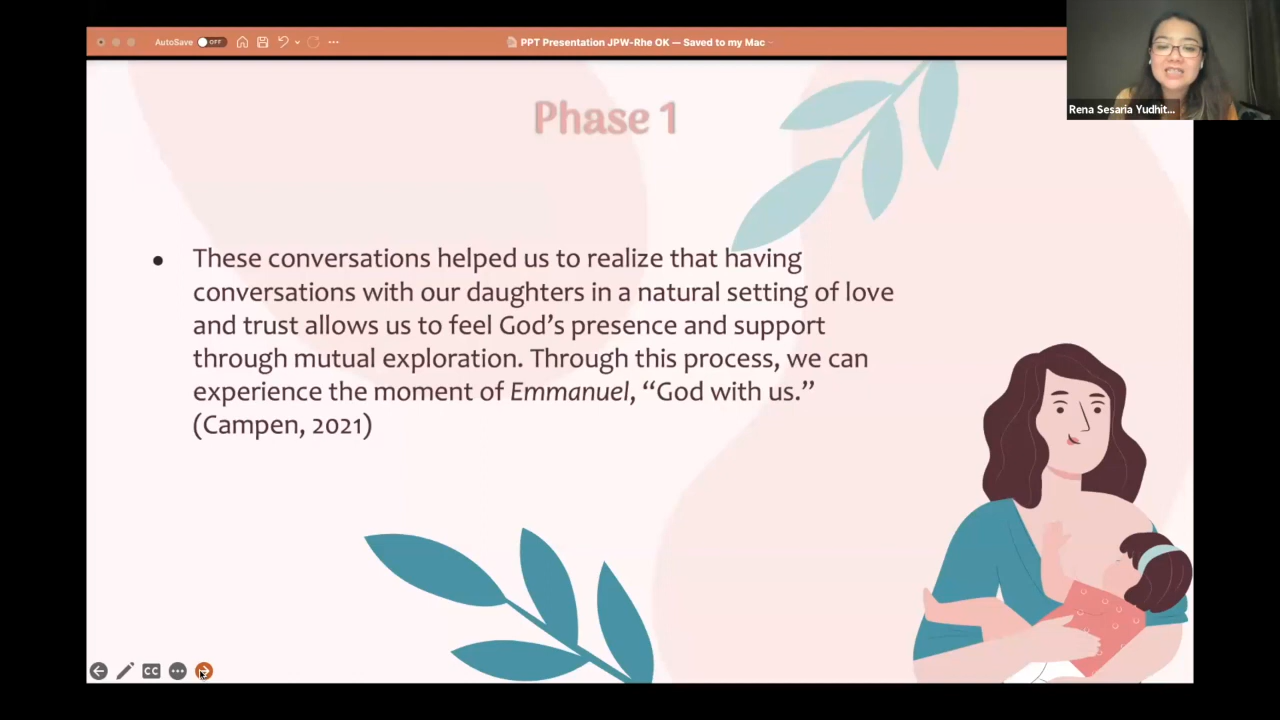 AutoSave OFF
PPT Presentation JPW-Rhe OK — Saved to my Mac
Rena Sesaria Yudhit...
Phase 1
• These conversations helped us to realize that having
conversations with our daughters in a natural setting of love
and trust allows us to feel God’s presence and support
through mutual exploration. Through this process, we can
experience the moment of Emmanuel, “God with us.”
(Campen, 2021)
CC